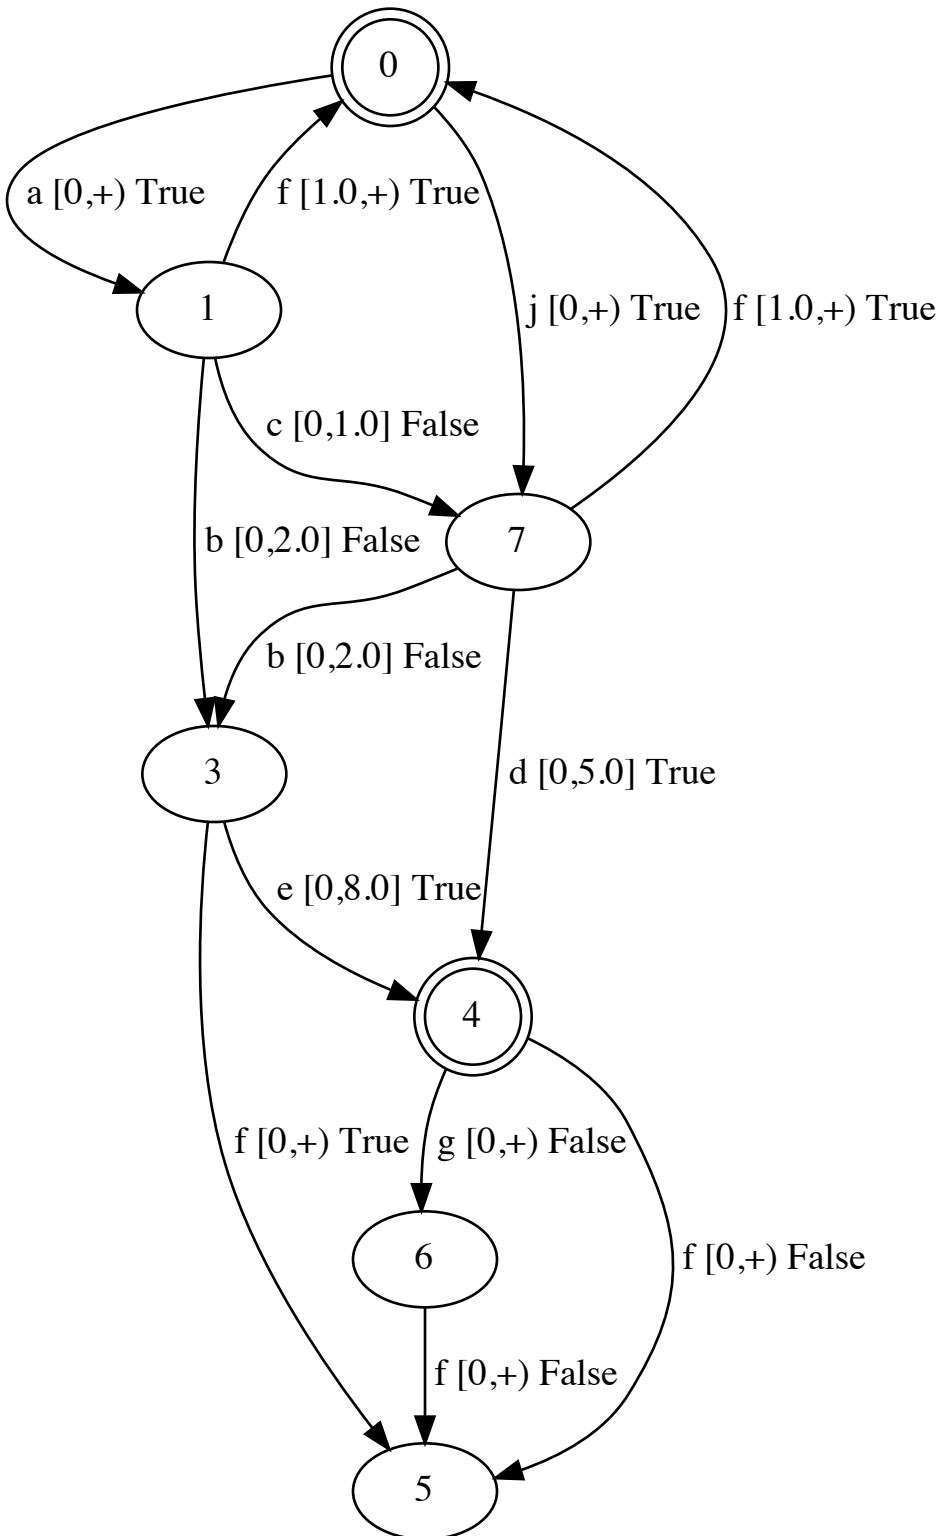 0
a [0,+) True
f [1.0,+) True
1
j [0,+) True
f [1.0,+) True
c [0,1.0] False
b [0,2.0] False
7
b [0,2.0] False
3
d [0,5.0] True
e [0,8.0] True
4
f [0,+) True
g [0,+) False
6
f [0,+) False
f [0,+) False
5